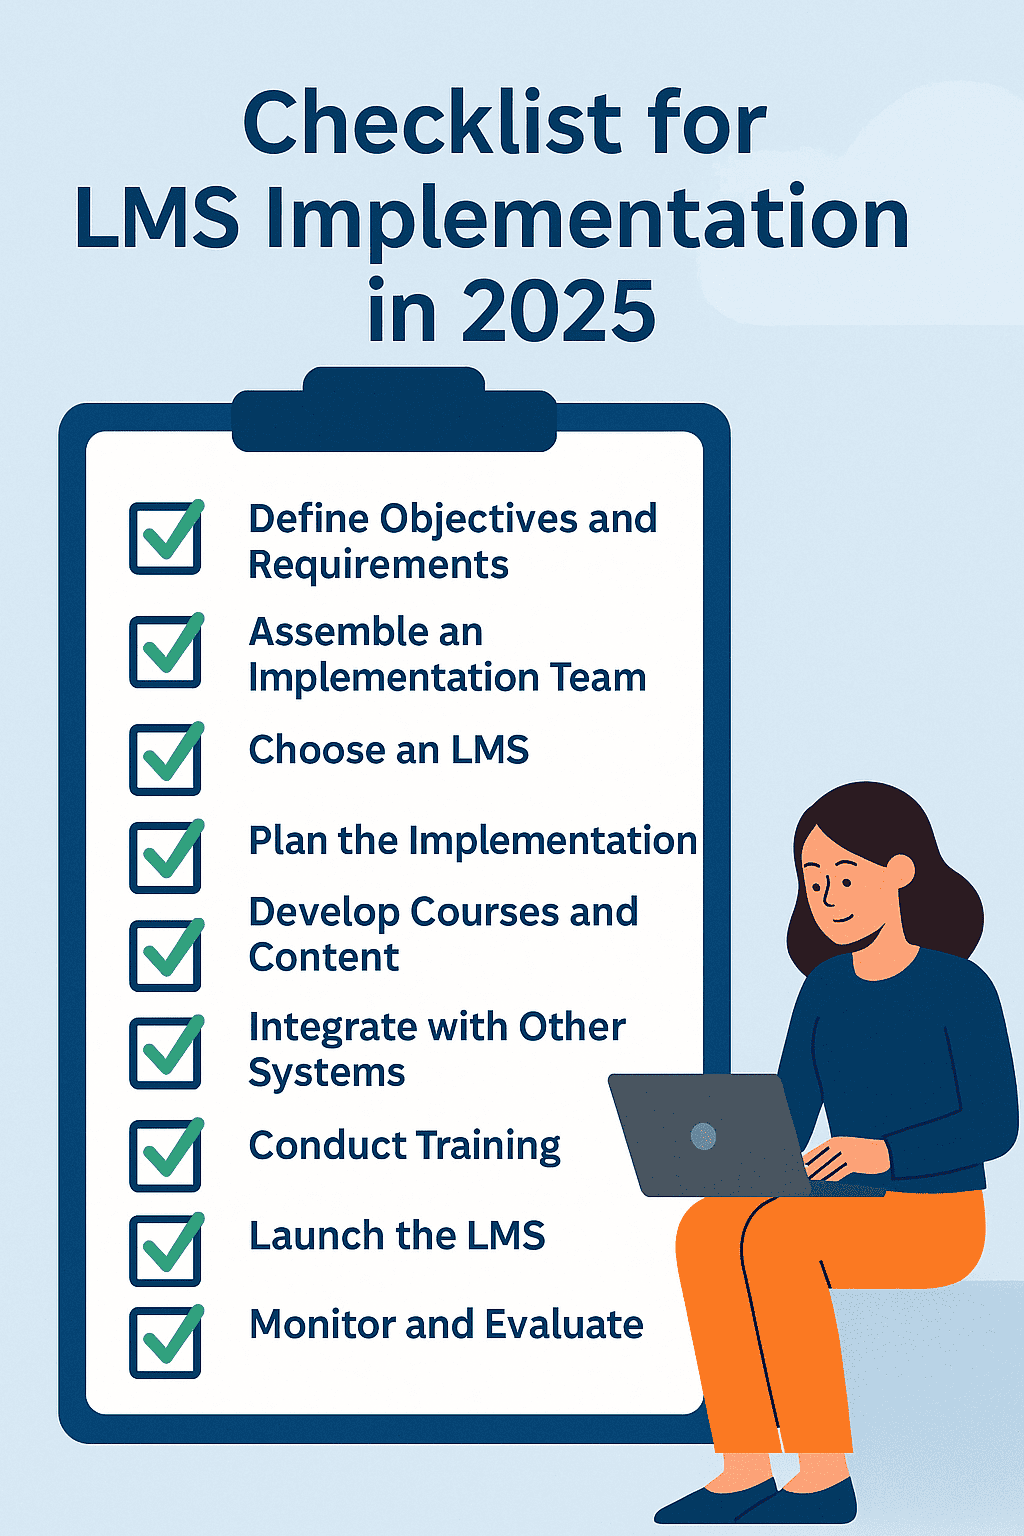 Checklist for
LMS Implementation
in 2025
Define Objectives and
Requirements
Assemble an
Implementation Team
Choose an LMS
Plan the Implementation
Develop Courses and
Content
Integrate with Other
Systems
Conduct Training
Launch the LMS
Monitor and Evaluate